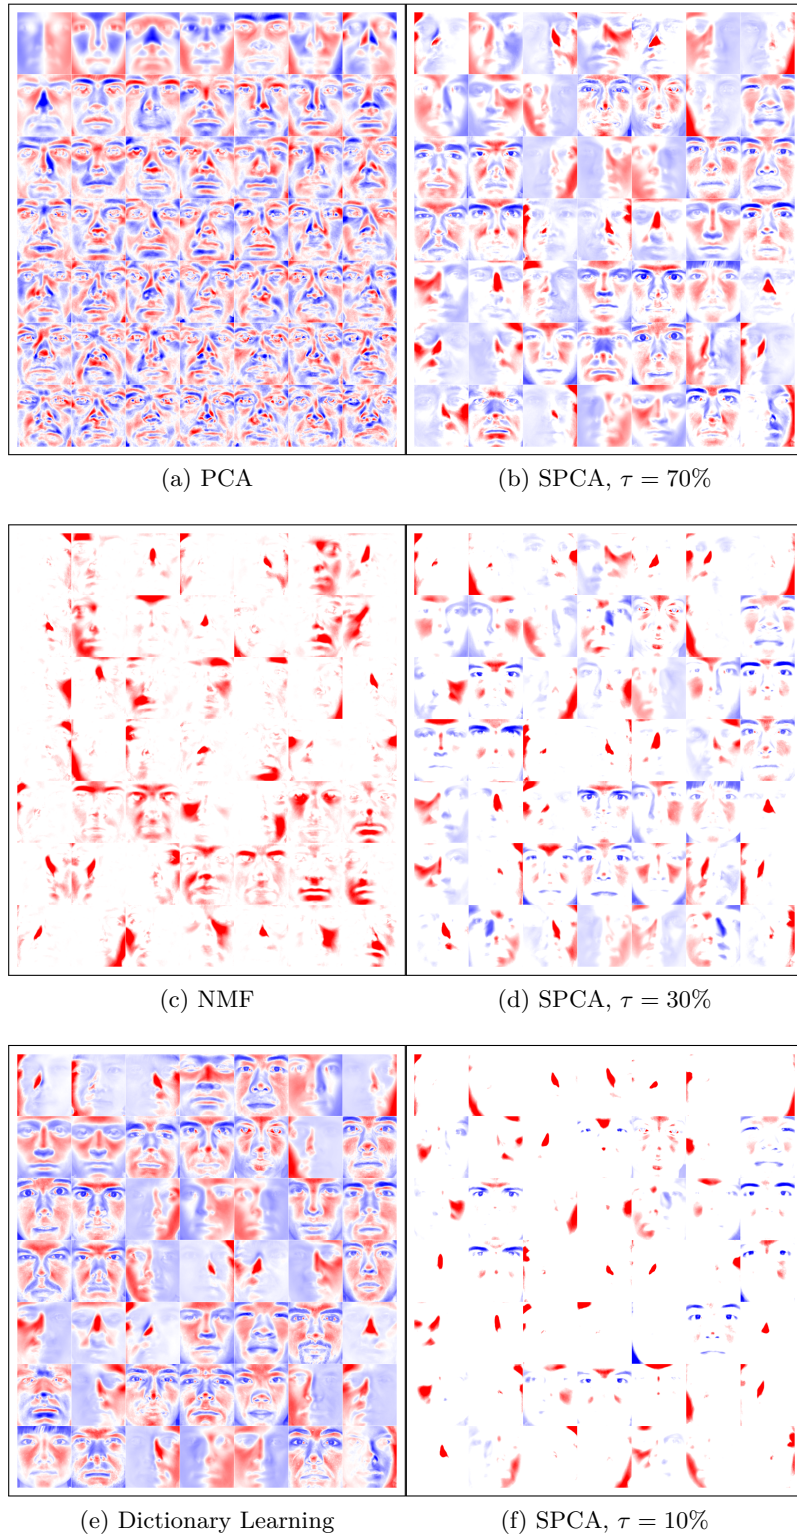 (a) PCA
(b) SPCA, τ = 70%
(c) NMF
(d) SPCA, τ = 30%
(e) Dictionary Learning
(f) SPCA, τ = 10%